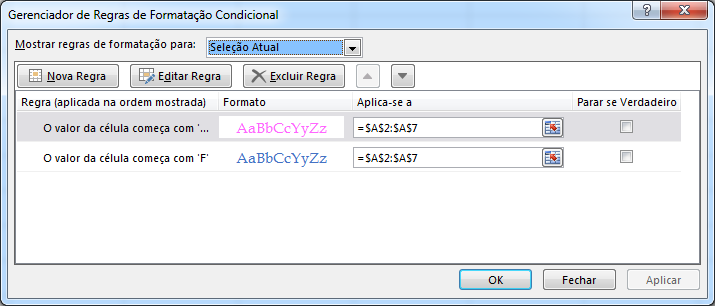 Gerenciador de Regras de Formatação Condicional
Mostrar regras de formatação para: Seleção Atual
Nova Regra Editar Regra Excluir Regra
Regra (aplicada na ordem mostrada) Formato Aplica-se a Parar se Verdadeiro
O valor da célula começa com '... AaBbCcYyZz =$A$2:$A$7
O valor da célula começa com 'F' AaBbCcYyZz =$A$2:$A$7
OK Fechar Aplicar